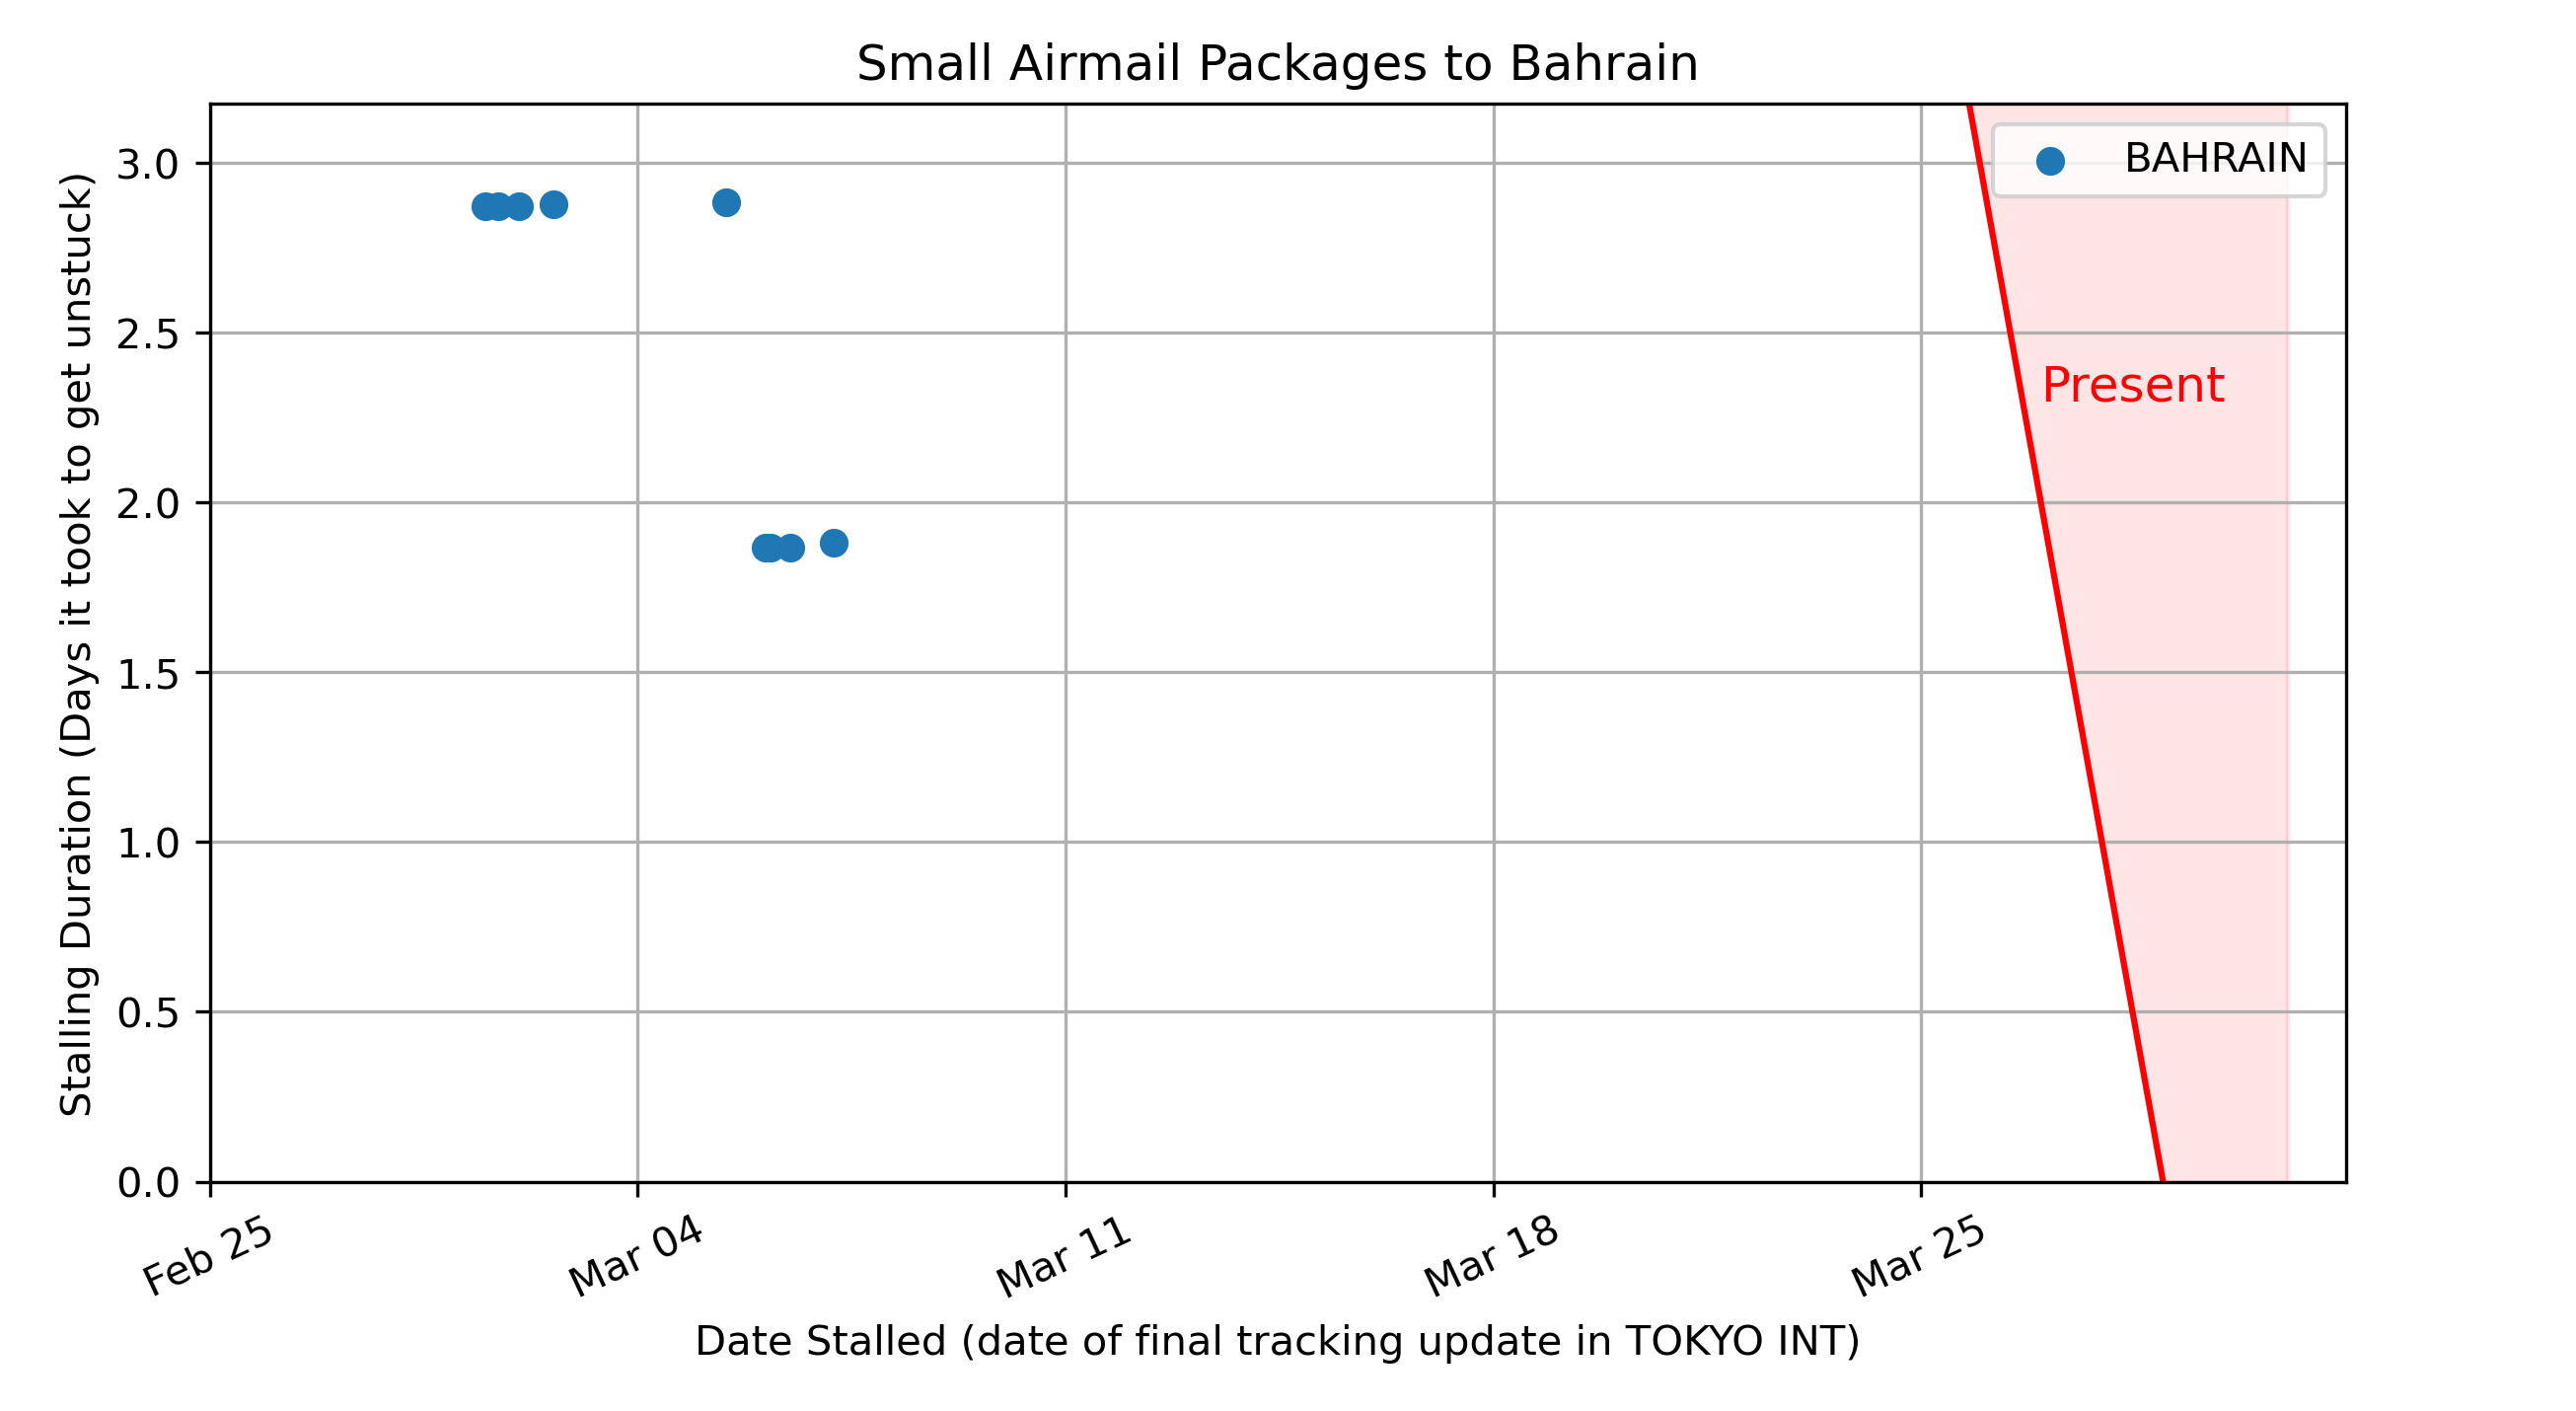 Small Airmail Packages to Bahrain
BAHRAIN
Present
Stalling Duration (Days it took to get unstuck)
3.0
2.5
2.0
1.5
1.0
0.5
0.0
Feb 25
Mar 04
Mar 11
Mar 18
Mar 25
Date Stalled (date of final tracking update in TOKYO INT)